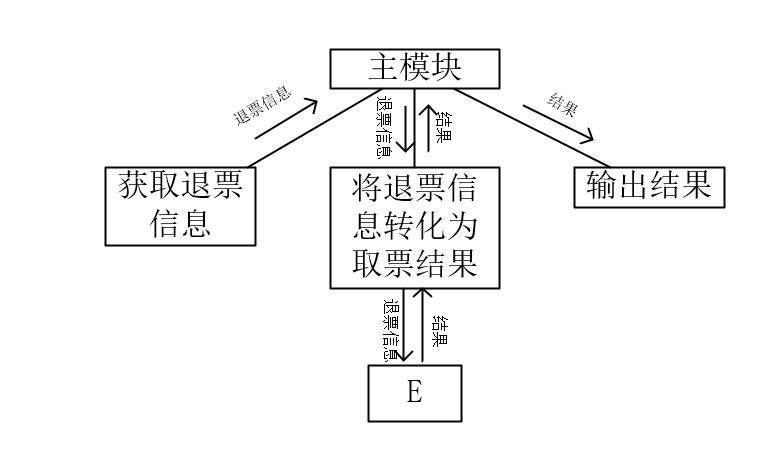 主模块
退票信息
退票信息
结果
结果
获取退票
信息
将退票信
息转化为
取票结果
输出结果
退票信息
结果
E